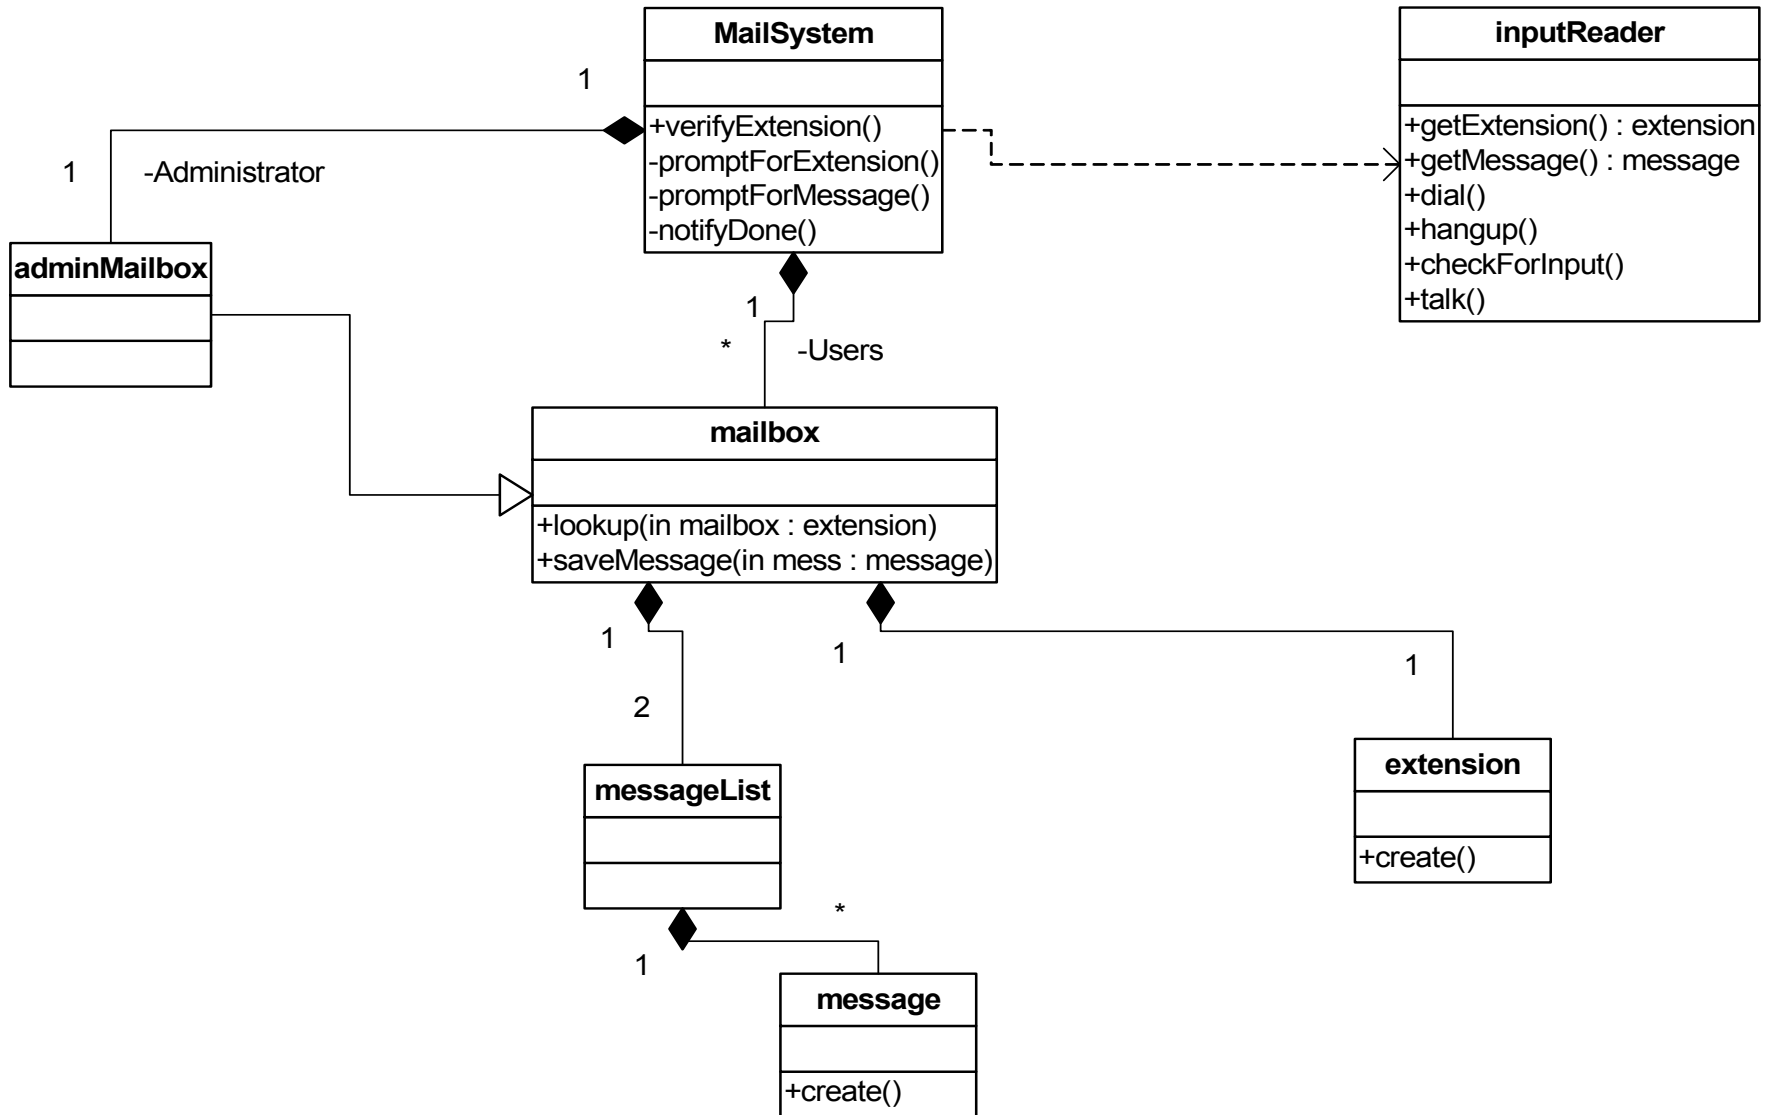 MailSystem
+verifyExtension()
-promptForExtension()
-promptForMessage()
-notifyDone()
inputReader
+getExtension() : extension
+getMessage() : message
+dial()
+hangup()
+checkForInput()
+talk()
1
1
-Administrator
adminMailbox
1
*
-Users
mailbox
+lookup(in mailbox : extension)
+saveMessage(in mess : message)
1
2
1
1
messageList
extension
+create()
1
*
message
+create()